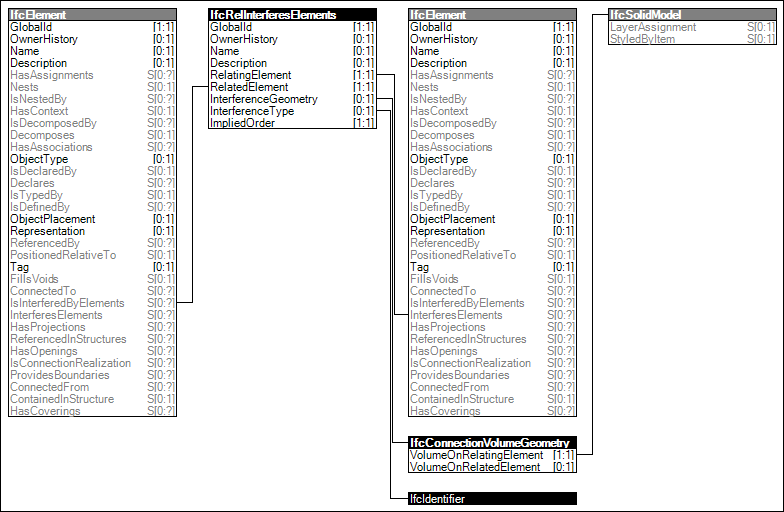 IfcElement
GlobalId [1:1]
OwnerHistory [0:1]
Name [0:1]
Description [0:1]
HasAssignments S[0:?]
Nests S[0:1]
IsNestedBy S[0:?]
HasContext S[0:1]
IsDecomposedBy S[0:?]
Decomposes S[0:1]
HasAssociations S[0:?]
ObjectType [0:1]
IsDeclaredBy S[0:1]
Declares S[0:?]
IsTypedBy S[0:1]
IsDefinedBy S[0:?]
ObjectPlacement [0:1]
Representation [0:1]
ReferencedBy S[0:?]
PositionedRelativeTo S[0:1]
Tag [0:1]
FillsVoids S[0:1]
ConnectedTo S[0:?]
IsInterferedByElements S[0:?]
InterferesElements S[0:?]
HasProjections S[0:?]
ReferencedInStructures S[0:?]
HasOpenings S[0:?]
IsConnectionRealization S[0:?]
ProvidesBoundaries S[0:?]
ConnectedFrom S[0:?]
ContainedInStructure S[0:1]
HasCoverings S[0:?]
IfcRelInterferesElements
GlobalId [1:1]
OwnerHistory [0:1]
Name [0:1]
Description [0:1]
RelatingElement [1:1]
RelatedElement [1:1]
InterferenceGeometry [0:1]
InterferenceType [0:1]
ImpliedOrder [1:1]
IfcElement
GlobalId [1:1]
OwnerHistory [0:1]
Name [0:1]
Description [0:1]
HasAssignments S[0:?]
Nests S[0:1]
IsNestedBy S[0:?]
HasContext S[0:1]
IsDecomposedBy S[0:?]
Decomposes S[0:1]
HasAssociations S[0:?]
ObjectType [0:1]
IsDeclaredBy S[0:1]
Declares S[0:?]
IsTypedBy S[0:1]
IsDefinedBy S[0:?]
ObjectPlacement [0:1]
Representation [0:1]
ReferencedBy S[0:?]
PositionedRelativeTo S[0:1]
Tag [0:1]
FillsVoids S[0:1]
ConnectedTo S[0:?]
IsInterferedByElements S[0:?]
InterferesElements S[0:?]
HasProjections S[0:?]
ReferencedInStructures S[0:?]
HasOpenings S[0:?]
IsConnectionRealization S[0:?]
ProvidesBoundaries S[0:?]
ConnectedFrom S[0:?]
ContainedInStructure S[0:1]
HasCoverings S[0:?]
IfcConnectionVolumeGeometry
VolumeOnRelatingElement [1:1]
VolumeOnRelatedElement [0:1]
IfcIdentifier
IfcSolidModel
LayerAssignment S[0:1]
StyledByItem S[0:1]